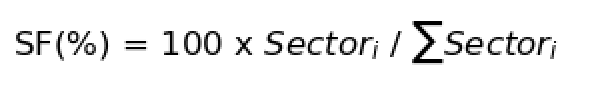 SF(%) = 100 x Sectorᵢ / ∑Sectorᵢ